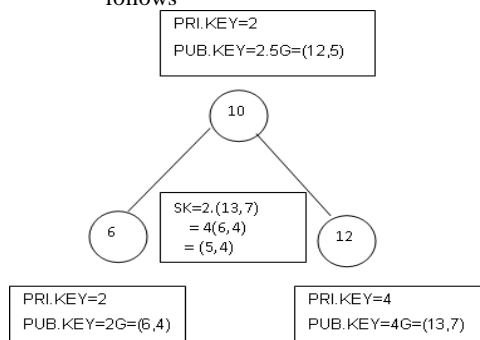 follows
PRI.KEY=2
PUB.KEY=2.5G=(12,5)
10
SK=2.(13,7)
= 4(6,4)
= (5,4)
6
12
PRI.KEY=2
PUB.KEY=2G=(6,4)
PRI.KEY=4
PUB.KEY=4G=(13,7)